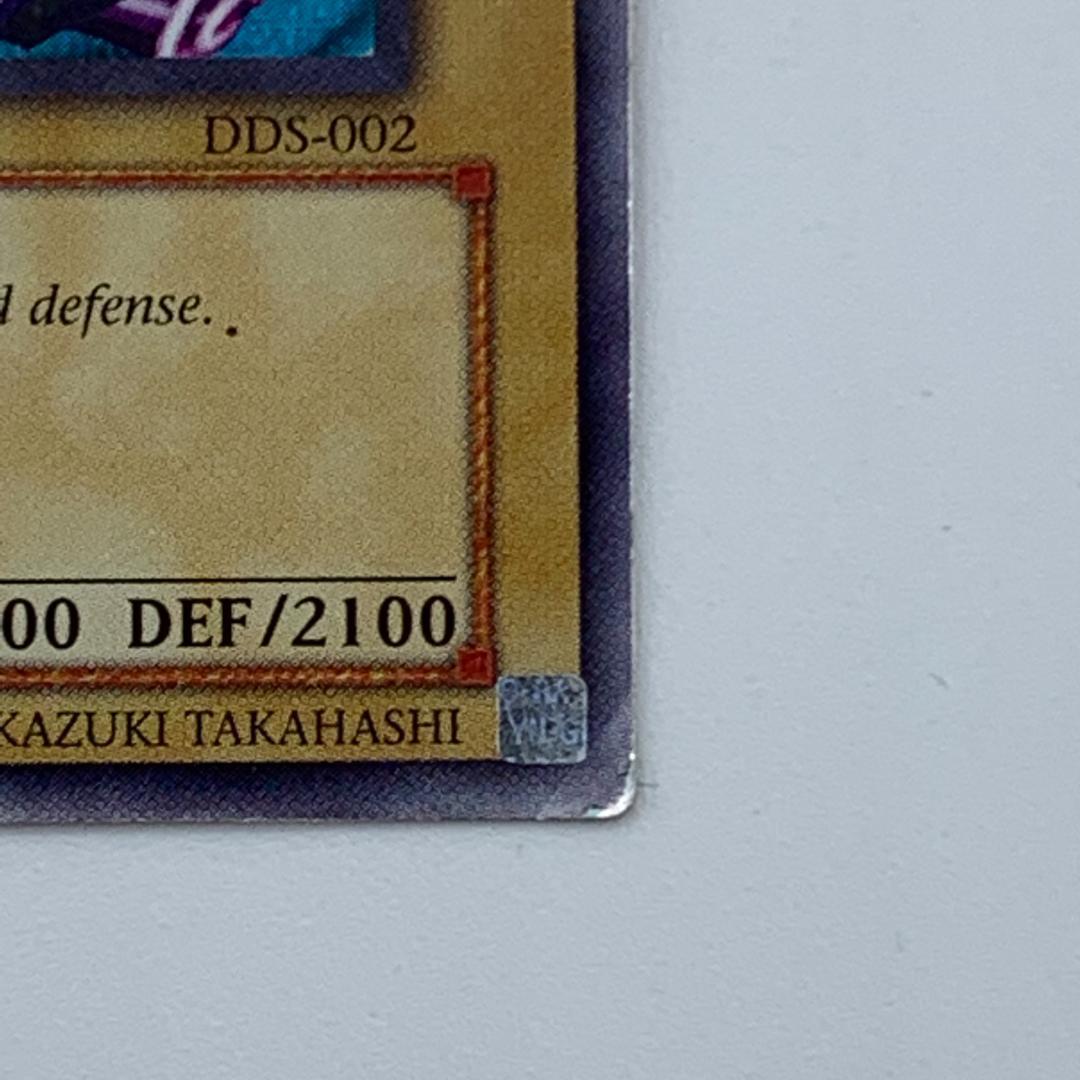 DDS-002
d defense.
00 DEF/2100
KAZUKI TAKAHASHI